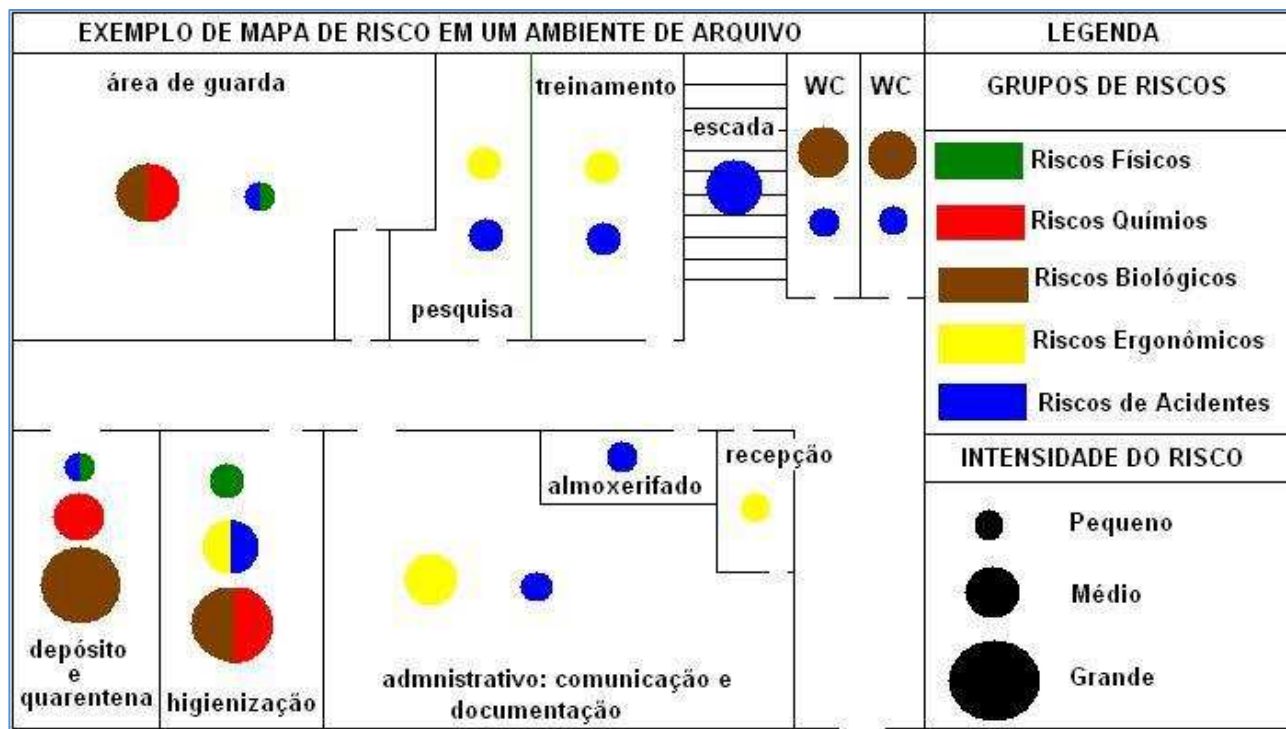 EXEMPLO DE MAPA DE RISCO EM UM AMBIENTE DE ARQUIVO
LEGENDA
área de guarda
treinamento
WC
WC
escada
pesquisa
GRUPOS DE RISCOS
Riscos Físicos
Riscos Químios
Riscos Biológicos
Riscos Ergonômicos
Riscos de Acidentes
almoxerifado
recepção
depósito
e
quarentena
higienização
admnistrativo: comunicação e
documentação
INTENSIDADE DO RISCO
Pequeno
Médio
Grande